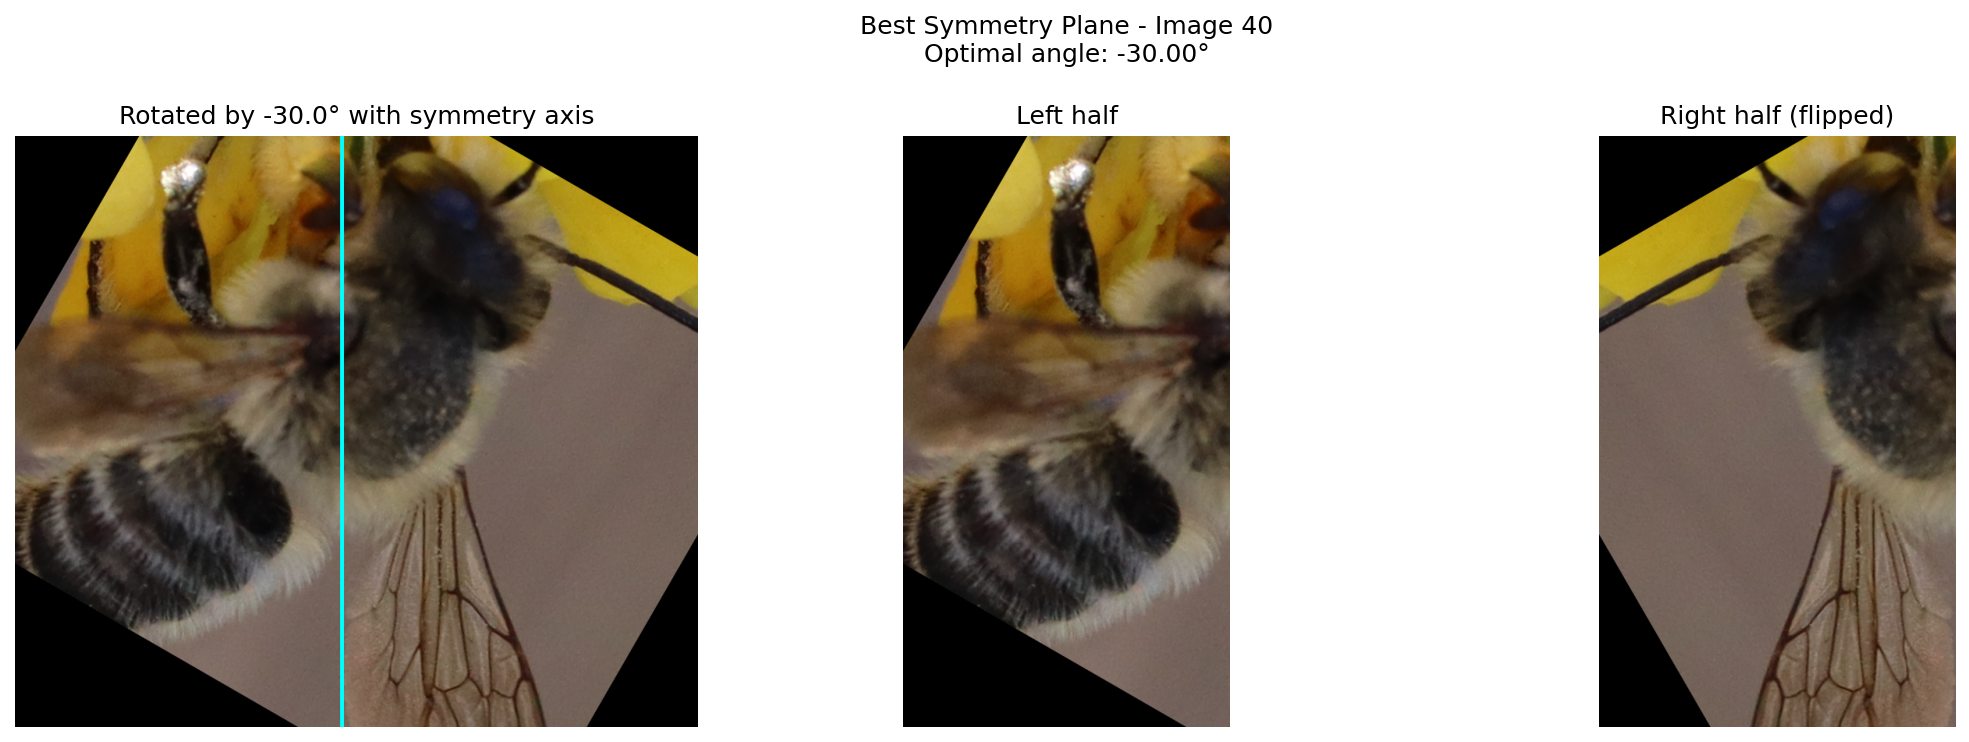 Best Symmetry Plane - Image 40
Optimal angle: -30.00°
Rotated by -30.0° with symmetry axis
Left half
Right half (flipped)